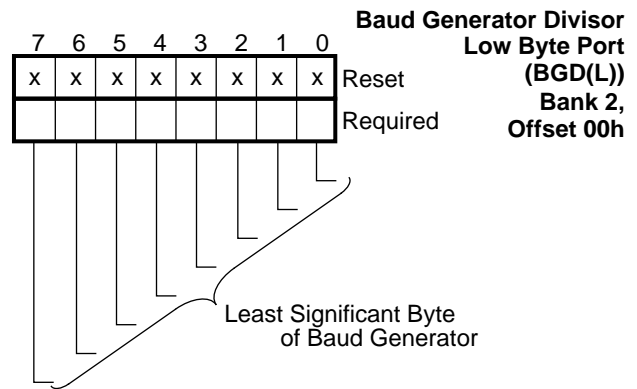 Baud Generator Divisor
Low Byte Port
(BGD(L))
Bank 2,
Offset 00h
7 6 5 4 3 2 1 0
x x x x x x x x Reset
Required
Least Significant Byte
of Baud Generator